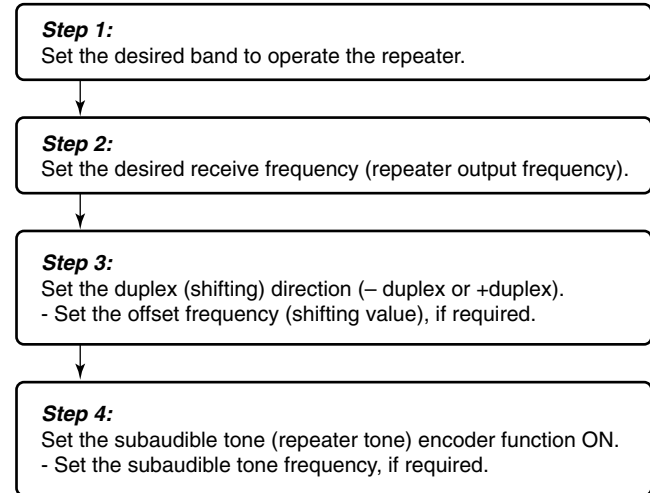 Step 1:
Set the desired band to operate the repeater.
Step 2:
Set the desired receive frequency (repeater output frequency).
Step 3:
Set the duplex (shifting) direction (– duplex or +duplex).
- Set the offset frequency (shifting value), if required.
Step 4:
Set the subaudible tone (repeater tone) encoder function ON.
- Set the subaudible tone frequency, if required.